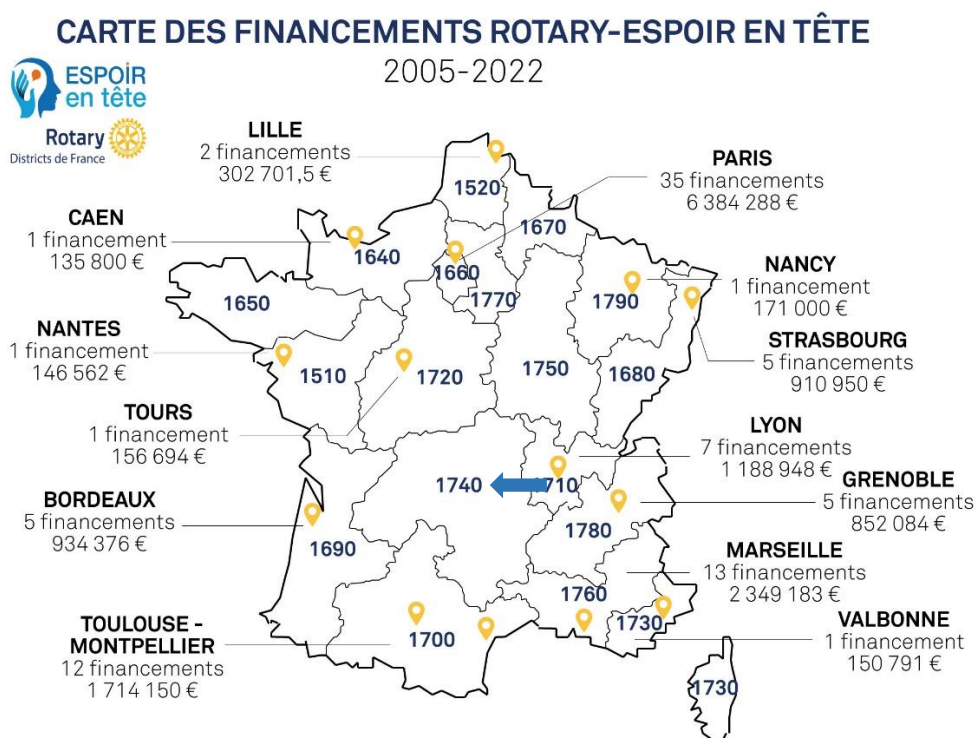 CARTE DES FINANCEMENTS ROTARY-ESPOIR EN TÊTE
2005-2022
ESPOIR
en tête
Rotary
Districts de France
LILLE
2 financements
302 701,5 €
PARIS
35 financements
6 384 288 €
CAEN
1 financement
135 800 €
NANCY
1 financement
171 000 €
NANTES
1 financement
146 562 €
STRASBOURG
5 financements
910 950 €
TOURS
1 financement
156 694 €
LYON
7 financements
1 188 948 €
BORDEAUX
5 financements
934 376 €
GRENOBLE
5 financements
852 084 €
MARSEILLE
13 financements
2 349 183 €
TOULOUSE -
MONTPELLIER
12 financements
1 714 150 €
VALBONNE
1 financement
150 791 €
1520
1670
1640
1660
1770
1790
1650
1510
1720
1750
1680
1740
1710
1780
1690
1760
1730
1700
1730